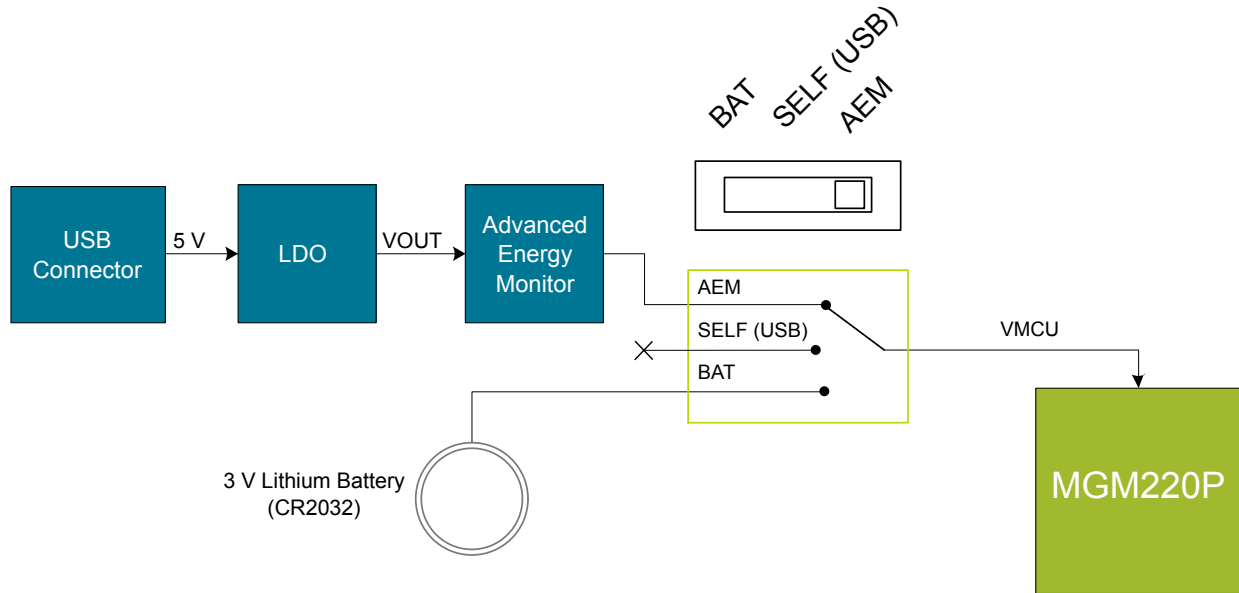 BAT
SELF (USB)
AEM
USB
Connector
5 V
LDO
VOUT
Advanced
Energy
Monitor
AEM
SELF (USB)
BAT
VMCU
3 V Lithium Battery
(CR2032)
MGM220P